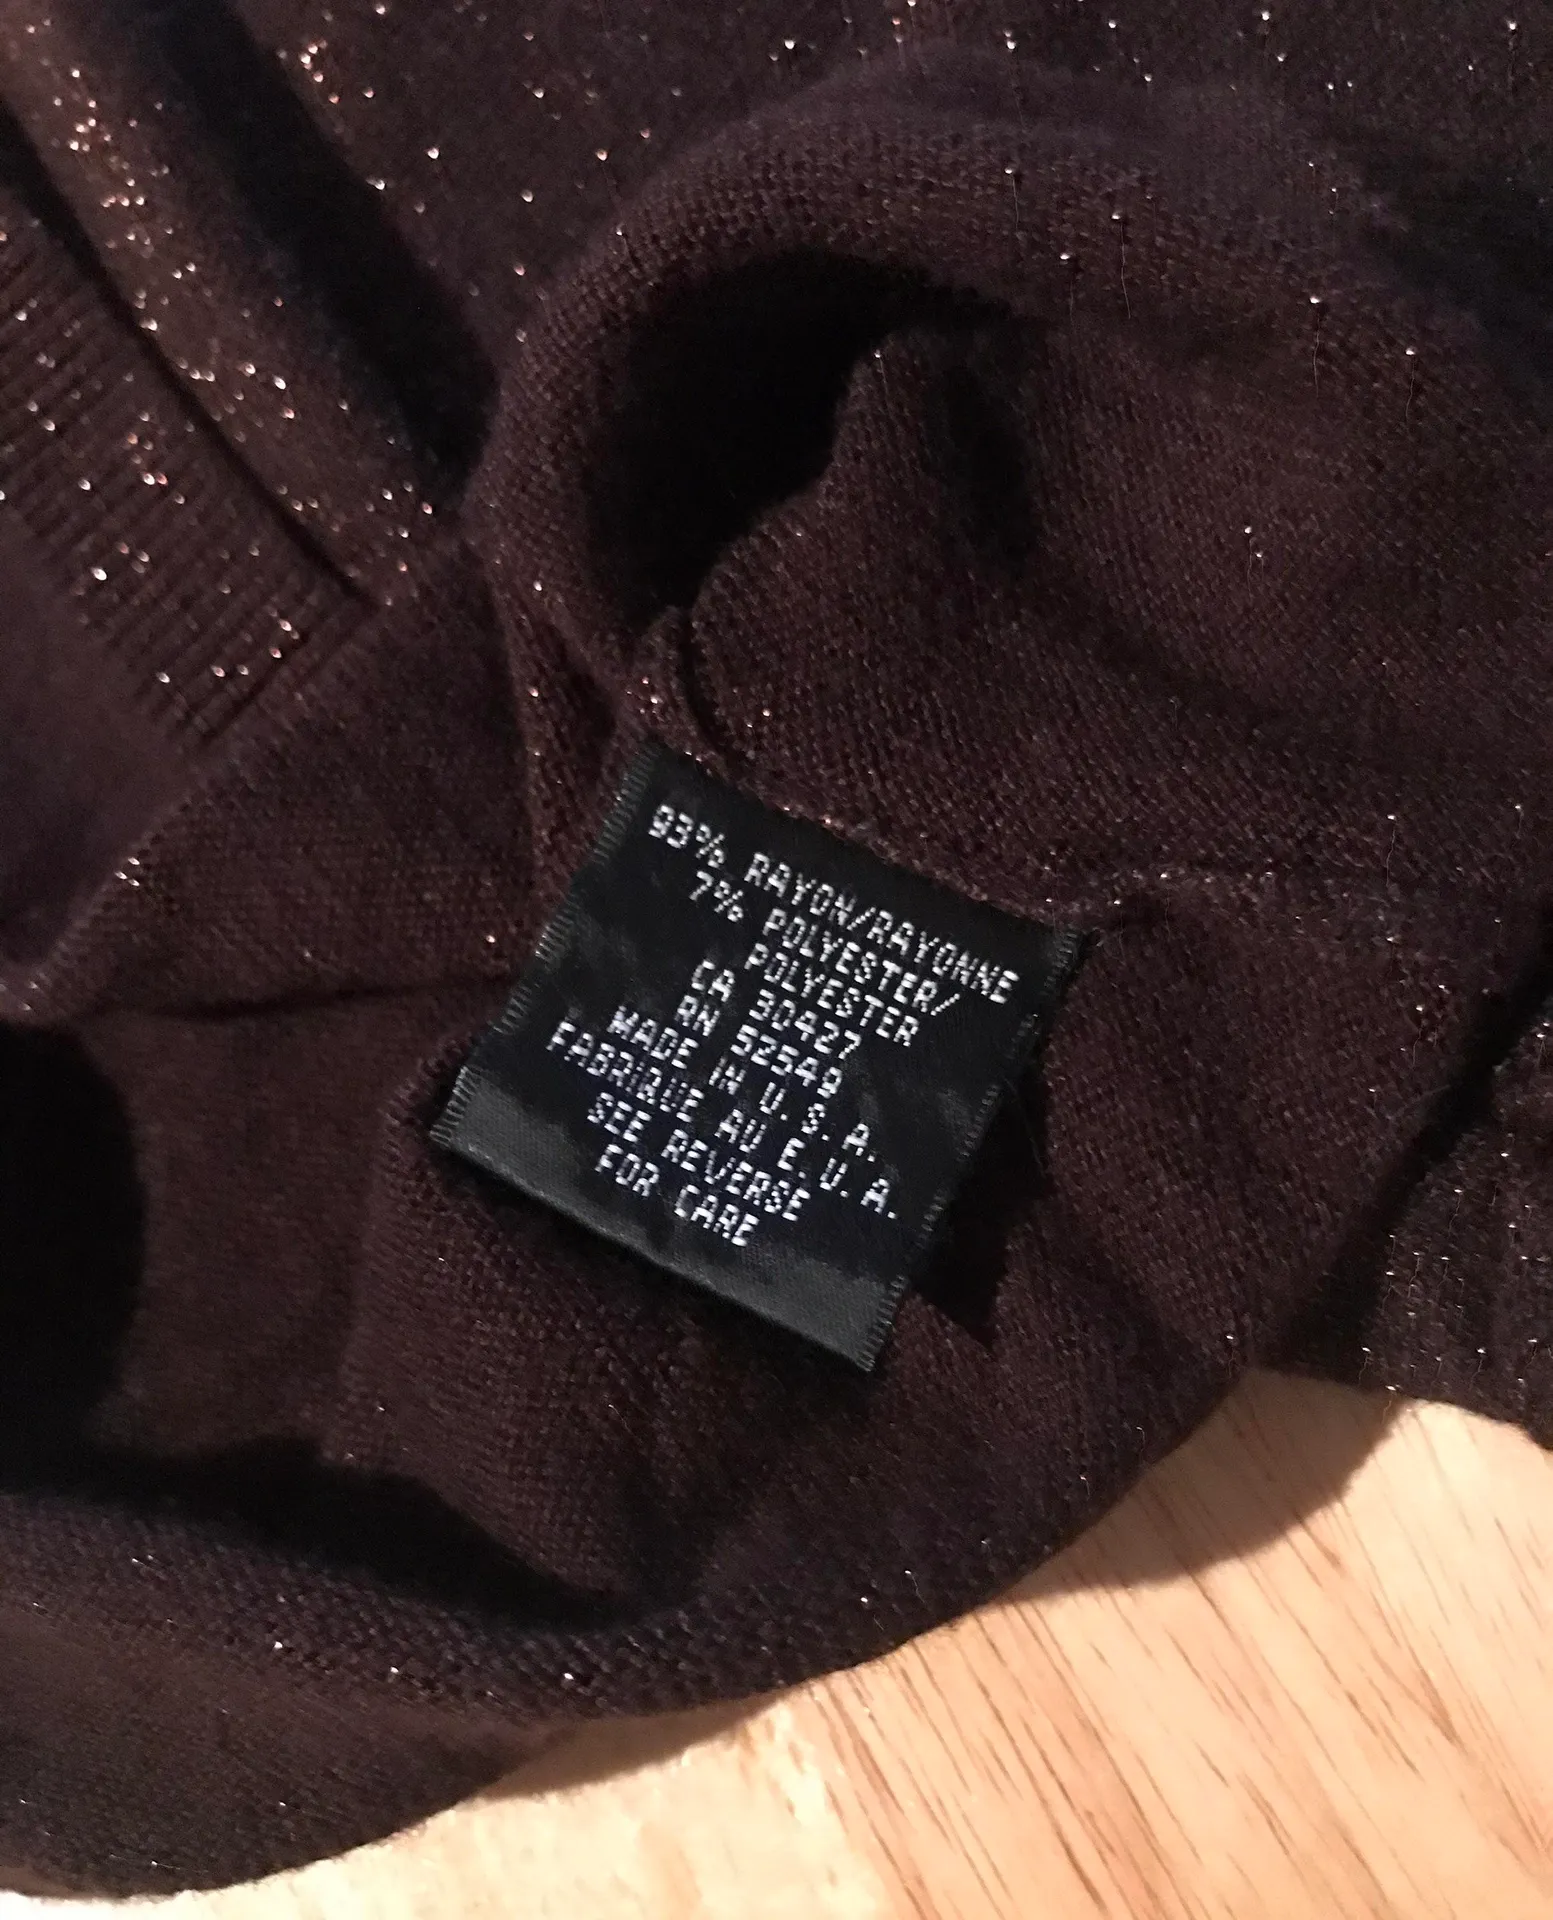 93% RAYON/RAYONNE
7% POLYESTER/
POLYESTER
CA 30427
RN 52549
MADE IN U.S.A.
FABRIQUE AU E.U.A.
SEE REVERSE
FOR CARE